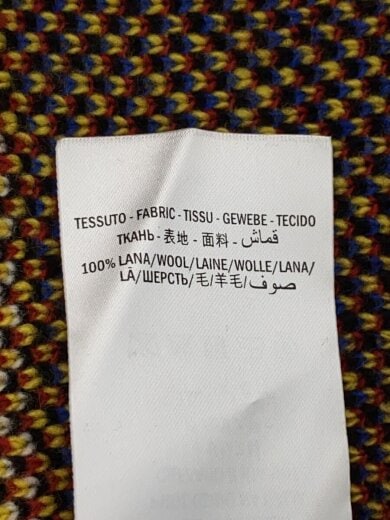 TESSUTO - FABRIC - TISSU - GEWEBE - TECIDO
ТКАНЬ - 表地 - 面料 - قماش
100% LANA/WOOL/LAINE/WOLLE/LANA/
LÃ/ШЕРСТЬ/毛/羊毛/صوف